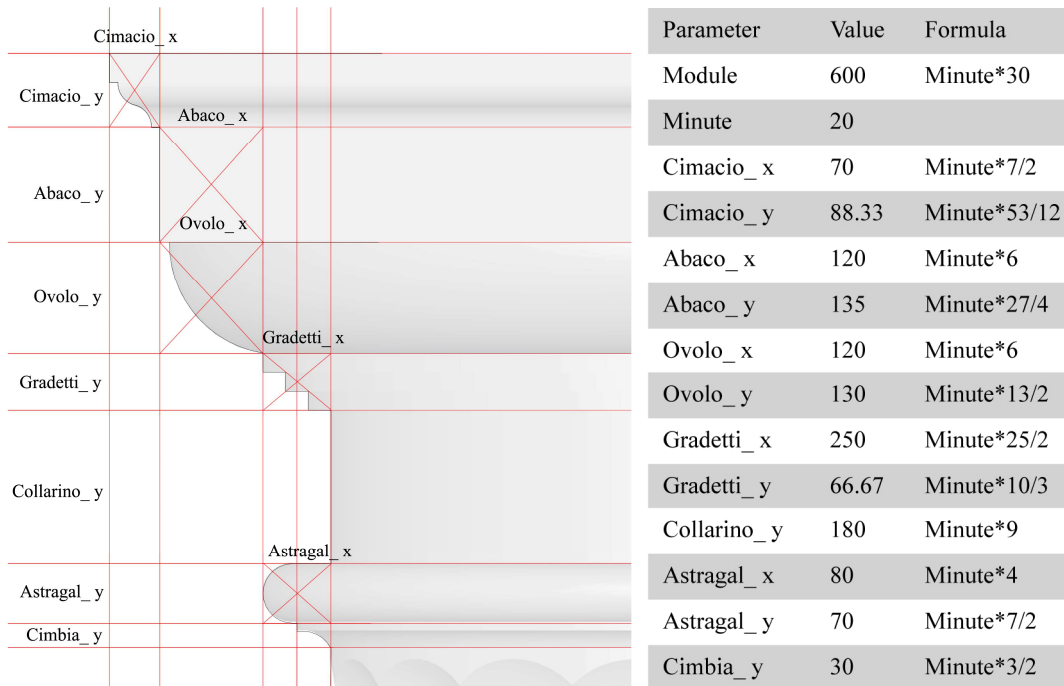 Cimacio_ x
Cimacio_ y
Abaco_ x
Abaco_ y
Ovolo_ x
Ovolo_ y
Gradetti_ x
Gradetti_ y
Collarino_ y
Astragal_ x
Astragal_ y
Cimbia_ y
Parameter Value Formula
Module 600 Minute*30
Minute 20
Cimacio_ x 70 Minute*7/2
Cimacio_ y 88.33 Minute*53/12
Abaco_ x 120 Minute*6
Abaco_ y 135 Minute*27/4
Ovolo_ x 120 Minute*6
Ovolo_ y 130 Minute*13/2
Gradetti_ x 250 Minute*25/2
Gradetti_ y 66.67 Minute*10/3
Collarino_ y 180 Minute*9
Astragal_ x 80 Minute*4
Astragal_ y 70 Minute*7/2
Cimbia_ y 30 Minute*3/2